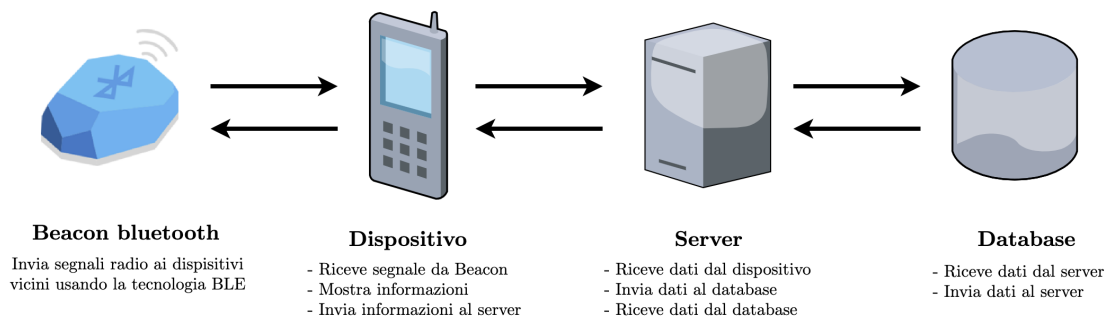 Beacon bluetooth
Invia segnali radio ai dispisitivi
vicini usando la tecnologia BLE
Dispositivo
- Riceve segnale da Beacon
- Mostra informazioni
- Invia informazioni al server
Server
- Riceve dati dal dispositivo
- Invia dati al database
- Riceve dati dal database
Database
- Riceve dati dal server
- Invia dati al server